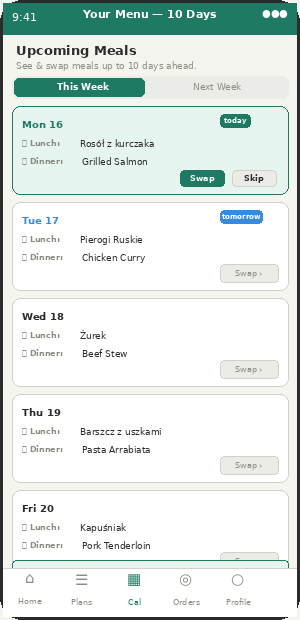 9:41 Your Menu — 10 Days
Upcoming Meals
See & swap meals up to 10 days ahead.
This Week Next Week
Mon 16 today
Lunch: Rosół z kurczaka
Dinner: Grilled Salmon
Swap Skip
Tue 17 tomorrow
Lunch: Pierogi Ruskie
Dinner: Chicken Curry
Swap ›
Wed 18
Lunch: Żurek
Dinner: Beef Stew
Swap ›
Thu 19
Lunch: Barszcz z uszkami
Dinner: Pasta Arrabiata
Swap ›
Fri 20
Lunch: Kapuśniak
Dinner: Pork Tenderloin
Home Plans Cal Orders Profile